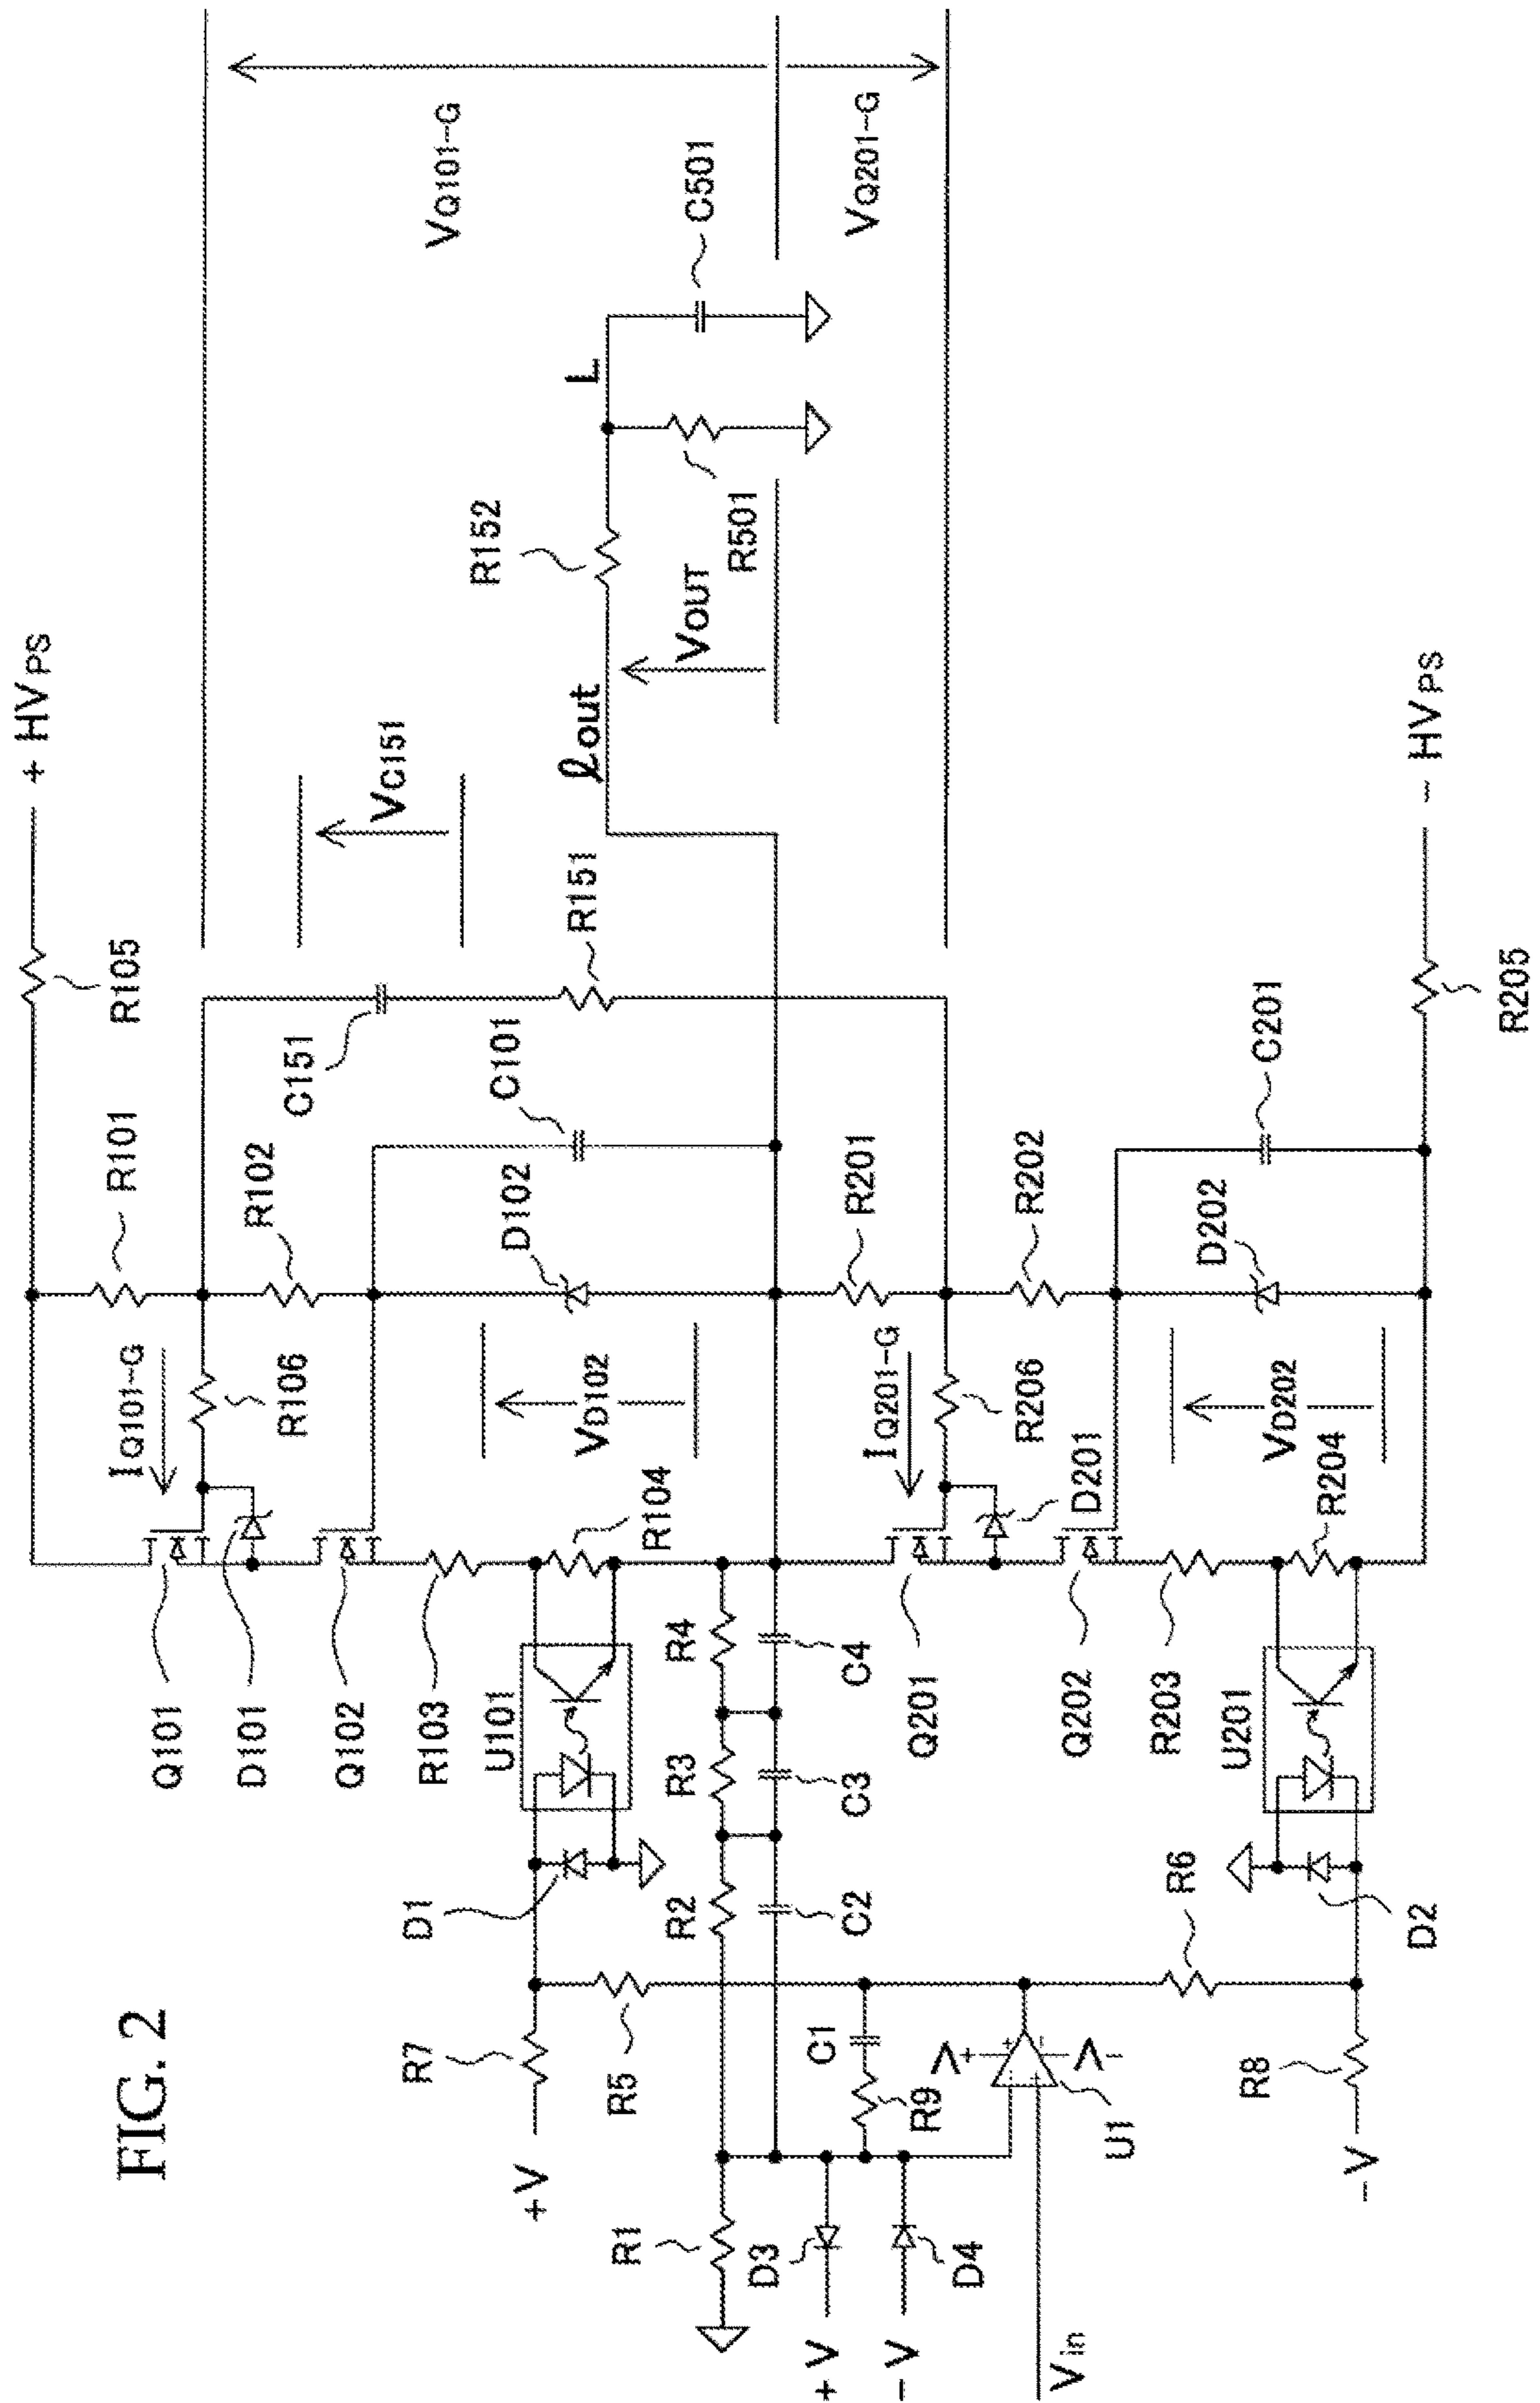 FIG. 2
+ HVPS
R105
R101
R102
R106
IQ101-G
Q101
D101
Q102
R103
R104
U101
D1
R7
+V
R5
C151
VC151
R151
C101
D102
VD102
VQ101-G
VQ201-G
lout
VOUT
R152
L
R501
C501
R4
R3
R2
C4
C3
C2
R1
D3
+V
D4
-V
R9
C1
V+
V-
U1
Vin
R6
R8
-V
D2
U201
R201
R202
IQ201-G
R206
D201
Q201
Q202
R203
R204
VD202
D202
C201
R205
- HVPS